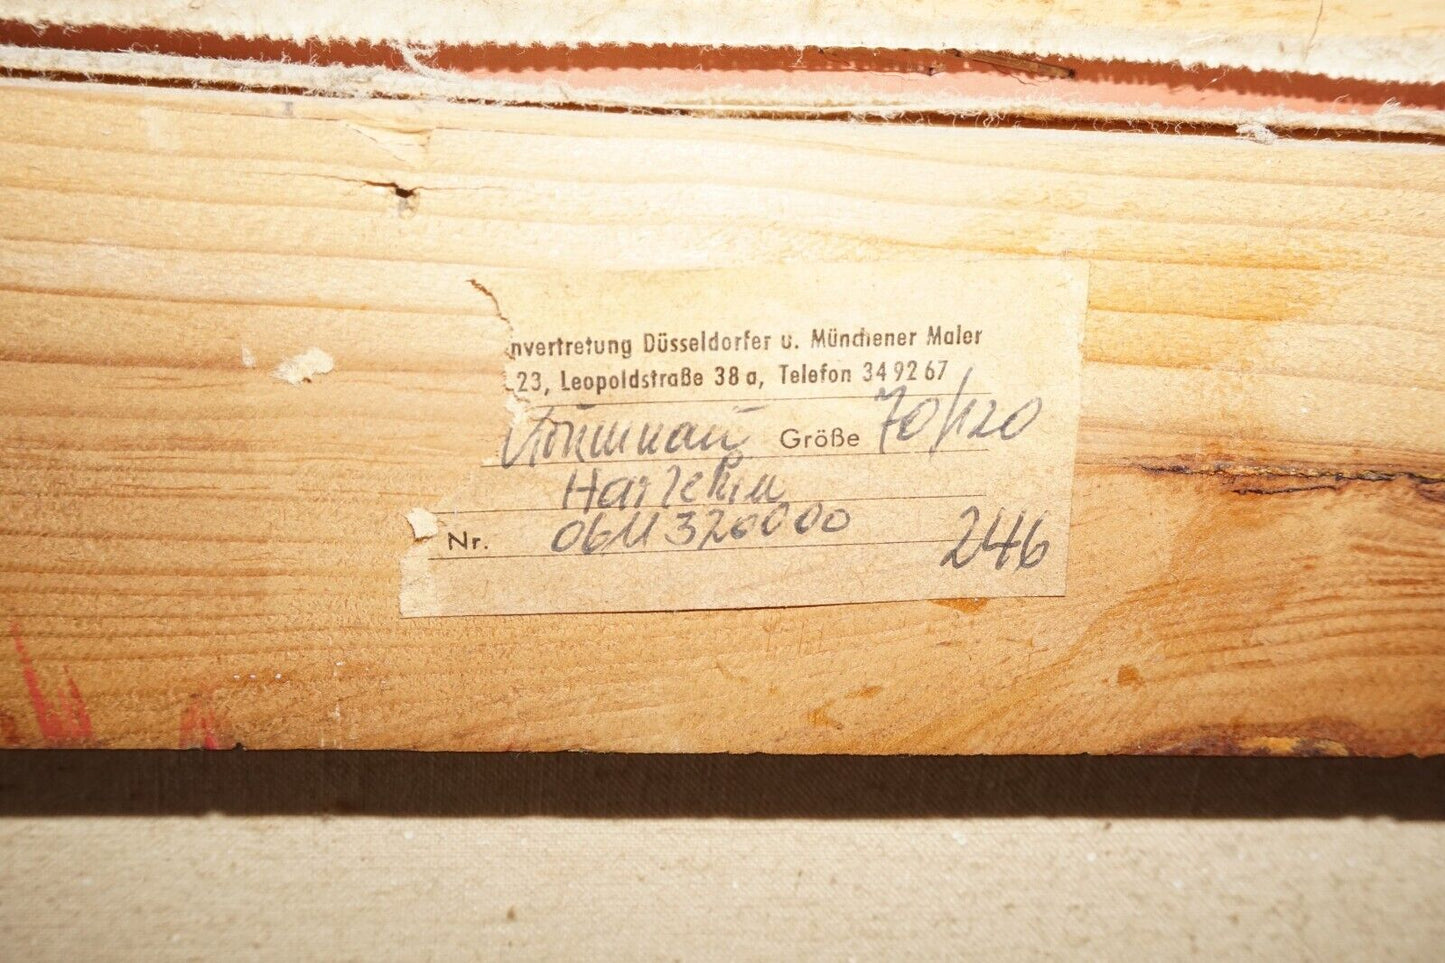 nvertretung Düsseldorfer u. Münchener Maler
23, Leopoldstraße 38 a, Telefon 34 92 67
Größe 70/120
Harlekin
Nr. 0611320000 246